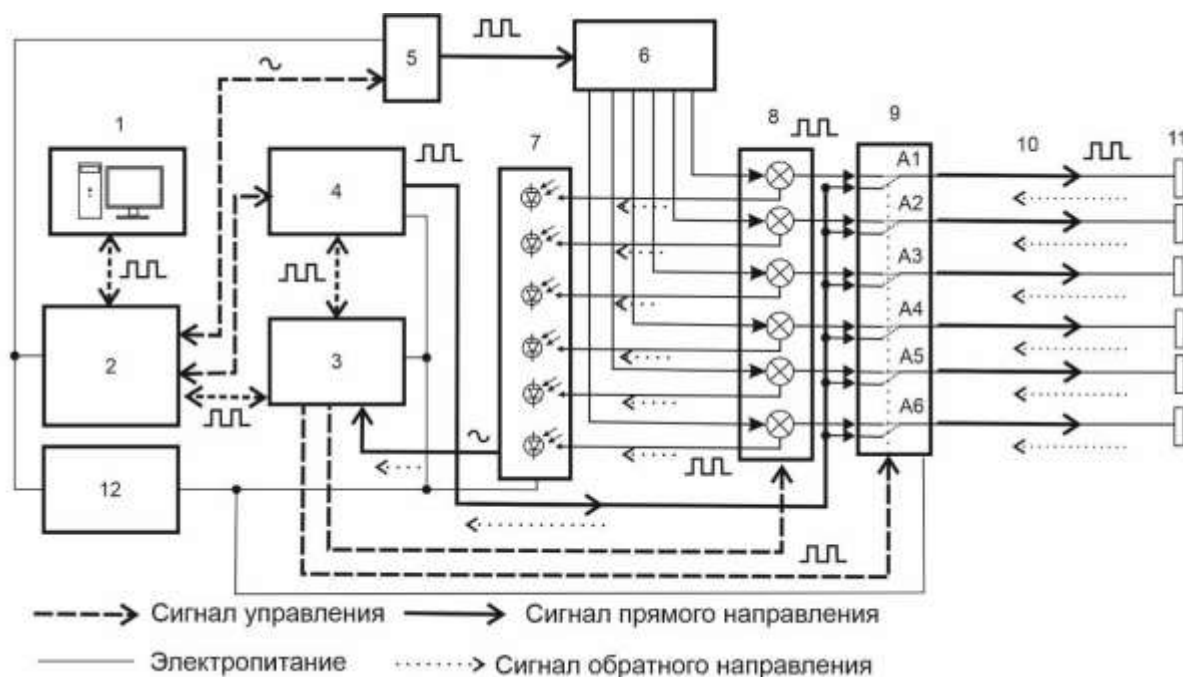 5
6
1
4
7
8
9
10
11
A1
A2
A3
A4
A5
A6
2
3
12
Сигнал управления
Сигнал прямого направления
Электропитание
Сигнал обратного направления